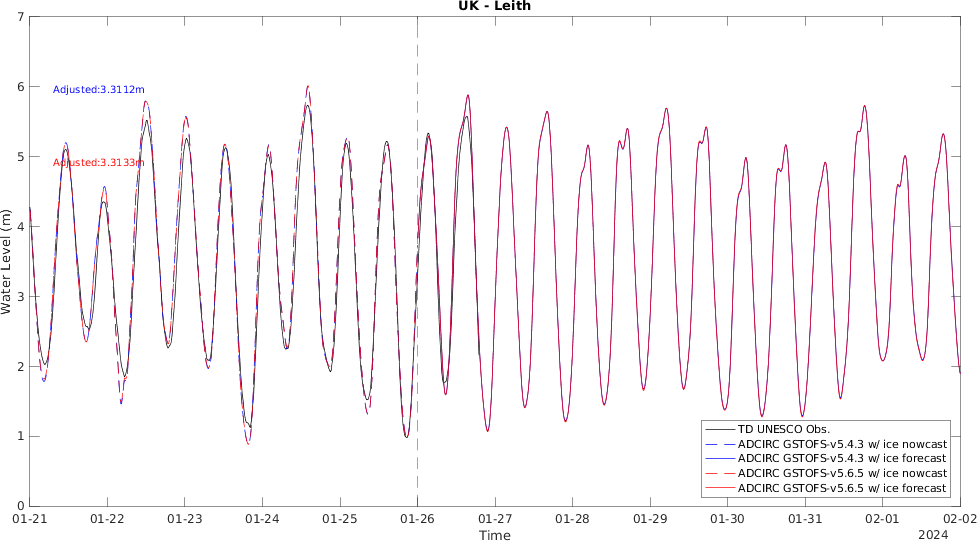 UK - Leith
7
6
5
4
3
2
1
0
Water Level (m)
Adjusted:3.3112m
Adjusted:3.3133m
TD UNESCO Obs.
ADCIRC GSTOFS-v5.4.3 w/ ice nowcast
ADCIRC GSTOFS-v5.4.3 w/ ice forecast
ADCIRC GSTOFS-v5.6.5 w/ ice nowcast
ADCIRC GSTOFS-v5.6.5 w/ ice forecast
01-21 01-22 01-23 01-24 01-25 01-26 01-27 01-28 01-29 01-30 01-31 02-01 02-02
Time
2024